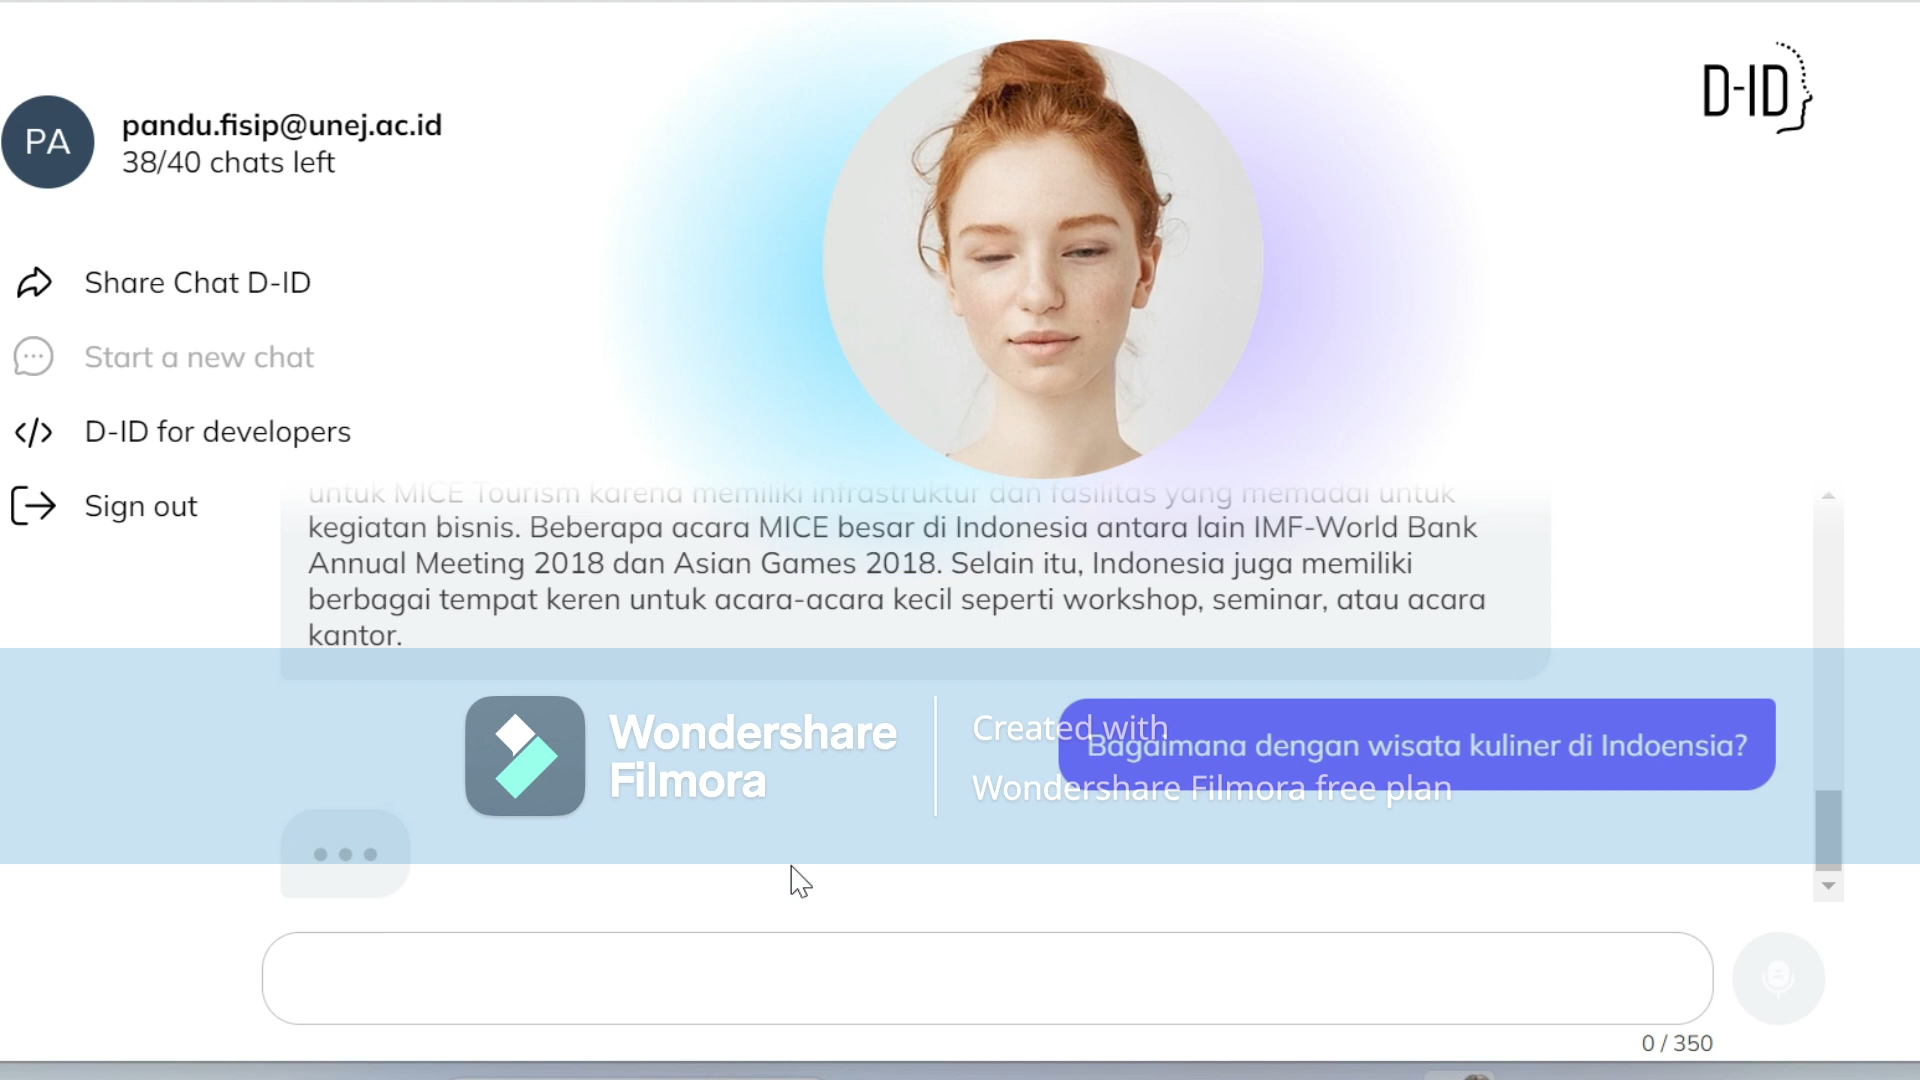 D-ID
PA
pandu.fisip@unej.ac.id
38/40 chats left
Share Chat D-ID
Start a new chat
D-ID for developers
Sign out
untuk MICE Tourism karena memiliki infrastruktur dan fasilitas yang memadai untuk
kegiatan bisnis. Beberapa acara MICE besar di Indonesia antara lain IMF-World Bank
Annual Meeting 2018 dan Asian Games 2018. Selain itu, Indonesia juga memiliki
berbagai tempat keren untuk acara-acara kecil seperti workshop, seminar, atau acara
kantor.
Bagaimana dengan wisata kuliner di Indoensia?
Wondershare
Filmora
Created with
Wondershare Filmora free plan
0 / 350